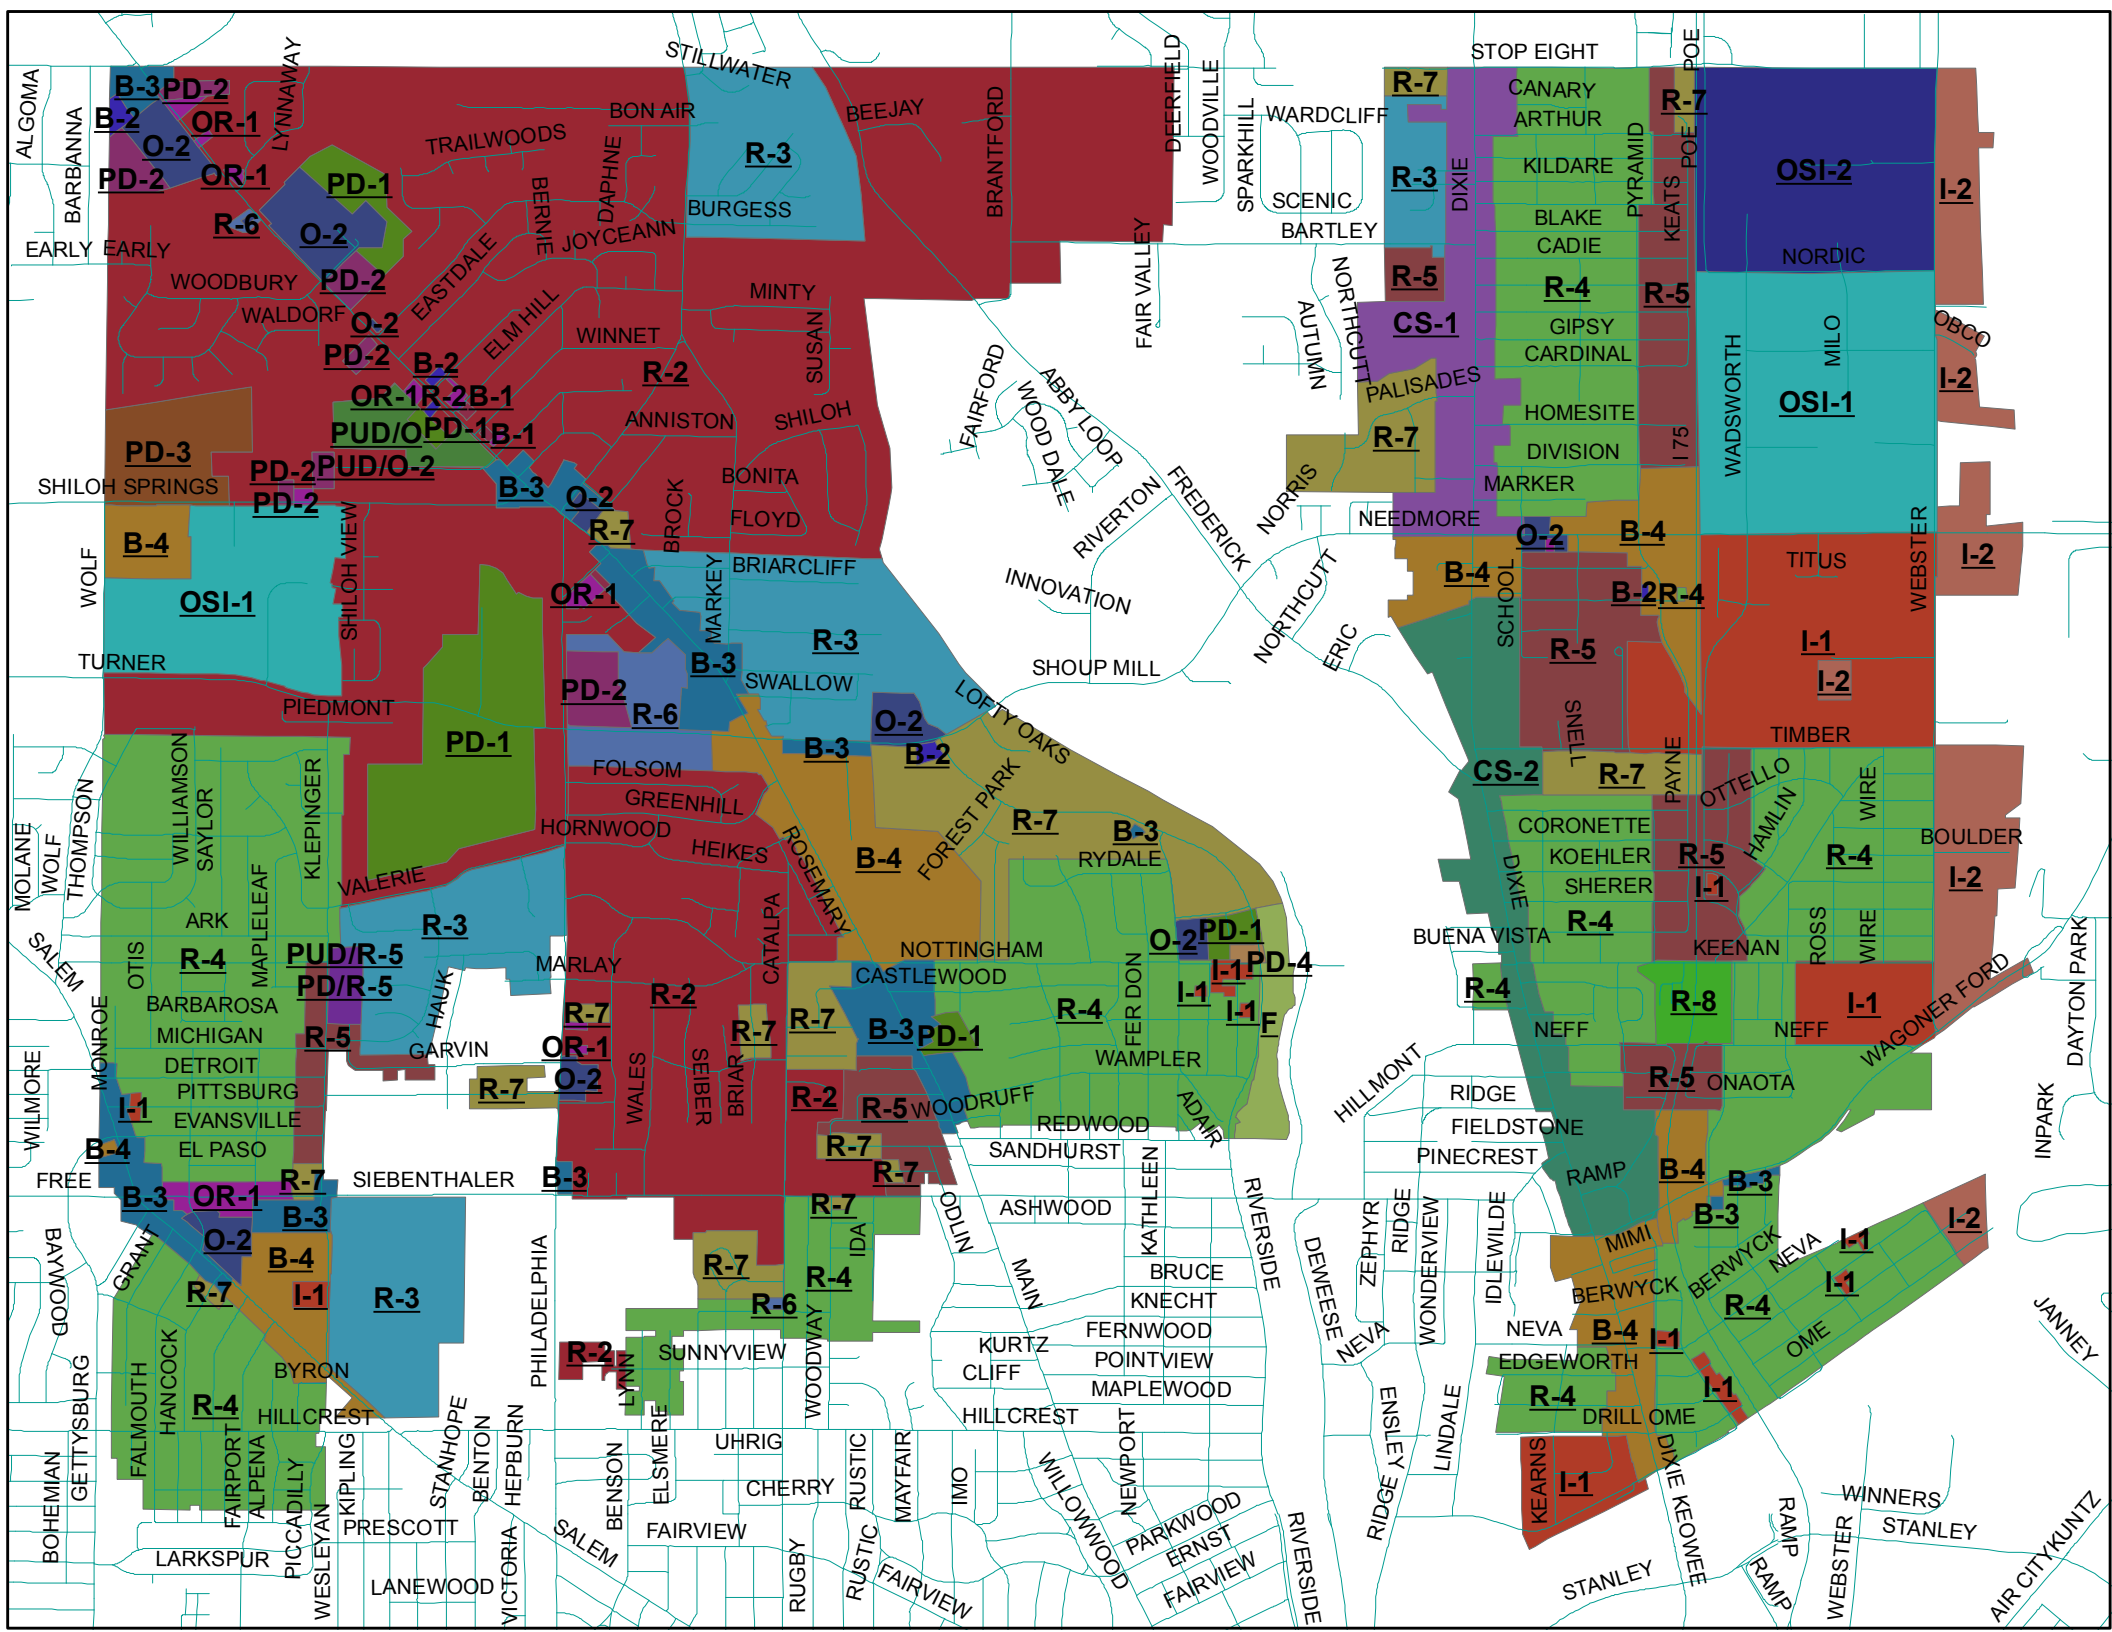 STOP EIGHT
STILLWATER
POE
ALGOMA
BARBANNA
B-3
PD-2
B-2
OR-1
LYNNAWAY
O-2
PD-2
OR-1
R-6
TRAILWOODS
BON AIR
BEEJAY
BRANTFORD
DEERFIELD
WOODVILLE
SPARKHILL
WARDCLIFF
SCENIC
BARTLEY
R-7
CANARY
ARTHUR
KILDARE
BLAKE
CADIE
R-3
DIXIE
PYRAMID
KEATS
R-7
POE
OSI-2
I-2
NORDIC
PD-1
O-2
PD-2
BERNIE
DAPHNE
JOYCEANN
R-3
BURGESS
EARLY
EARLY
WOODBURY
WALDORF
EASTDALE
ELM HILL
O-2
PD-2
B-2
OR-1
R-2
B-1
WINNET
R-2
MINTY
SUSAN
ANNISTON
SHILOH
FAIR VALLEY
NORTHCUTT
AUTUMN
R-5
CS-1
R-4
R-5
GIPSY
CARDINAL
PALISADES
HOMESITE
DIVISION
MARKER
I 75
WADSWORTH
MILO
OSI-1
OBCO
I-2
FAIRFORD
WOOD DALE
ABBY LOOP
FREDERICK
RIVERTON
NORRIS
R-7
NEEDMORE
PUD/O
PD-1
B-1
PD-3
PD-2
PUD/O-2
PD-2
SHILOH SPRINGS
B-3
O-2
R-7
BROCK
BONITA
FLOYD
B-4
WOLF
OSI-1
SHILOH VIEW
TURNER
PIEDMONT
OR-1
MARKEY
BRIARCLIFF
R-3
B-3
SWALLOW
PD-2
R-6
INNOVATION
SHOUP MILL
NORTHCUTT
ERIC
O-2
B-4
B-4
SCHOOL
B-2
R-4
R-5
TITUS
WEBSTER
I-2
I-1
I-2
TIMBER
LOFTY OAKS
O-2
B-2
B-3
PD-1
FOLSOM
GREENHILL
HORNWOOD
HEIKES
ROSEMARY
B-4
FOREST PARK
R-7
B-3
RYDALE
CS-2
SNELL
R-7
PAYNE
OTTELLO
HAMLIN
WIRE
BOULDER
CORONETTE
KOEHLER
SHERER
R-5
I-1
R-4
I-2
DIXIE
R-4
KEENAN
ROSS
WIRE
WILLIAMSON
SAYLOR
KLEPINGER
MAPLELEAF
VALERIE
ARK
OTIS
R-4
MOLANE
WOLF
THOMPSON
SALEM
R-3
PUD/R-5
PD/R-5
HAUK
MARLAY
CATALPA
NOTTINGHAM
CASTLEWOOD
O-2
PD-1
I-1
PD-4
I-1
I-1
F
BUENA VISTA
R-4
BARBAROSA
MICHIGAN
DETROIT
PITTSBURG
EVANSVILLE
EL PASO
R-5
GARVIN
R-7
R-7
OR-1
O-2
R-2
R-7
R-7
B-3
PD-1
R-4
FER DON
WAMPLER
NEFF
R-8
NEFF
I-1
WAGONER FORD
DAYTON PARK
MONROE
WILMORE
I-1
B-4
FREE
B-3
OR-1
R-7
SIEBENTHALER
B-3
WALES
SEIBER
BRIAR
R-2
R-5
WOODRUFF
REDWOOD
ADAIR
R-7
R-7
SANDHURST
HILLMONT
RIDGE
FIELDSTONE
PINECREST
RAMP
R-5
ONAOTA
INPARK
B-4
B-3
B-3
O-2
B-3
B-4
R-7
I-1
R-3
GRANT
BAYWOOD
PHILADELPHIA
R-7
R-7
IDA
R-4
R-6
ODLIN
ASHWOOD
KATHLEEN
RIVERSIDE
MAIN
BRUCE
KNECHT
FERNWOOD
KURTZ
POINTVIEW
CLIFF
MAPLEWOOD
HILLCREST
DEWEESE
ZEPHYR
RIDGE
WONDERVIEW
IDLEWILDE
NEVA
MIMI
BERWYCK
BERWYCK
NEVA
I-1
I-1
I-2
R-4
NEVA
B-4
I-1
EDGEWORTH
R-4
I-1
OME
DRILL
OME
JANNEY
FALMOUTH
HANCOCK
R-4
BYRON
HILLCREST
GETTYSBURG
BOHEMAN
FAIRPORT
ALPENA
PICCADILLY
WESLEYAN
KIPLING
STANHOPE
BENTON
HEPBURN
R-2
LYNN
SUNNYVIEW
WOODWAY
UHRIG
CHERRY
RUSTIC
MAYFAIR
IMO
NEWPORT
WILLOWWOOD
ENSLEY
LINDALE
RIDGE
KEARNS
I-1
DIXIE
KEOWEE
RAMP
WINNERS
STANLEY
WEBSTER
AIR CITY
KUNTZ
PRESCOTT
LARKSPUR
LANEWOOD
VICTORIA
SALEM
BENSON
ELSMERE
FAIRVIEW
RUGBY
RUSTIC
FAIRVIEW
PARKWOOD
ERNST
FAIRVIEW
RIVERSIDE
STANLEY
RAMP